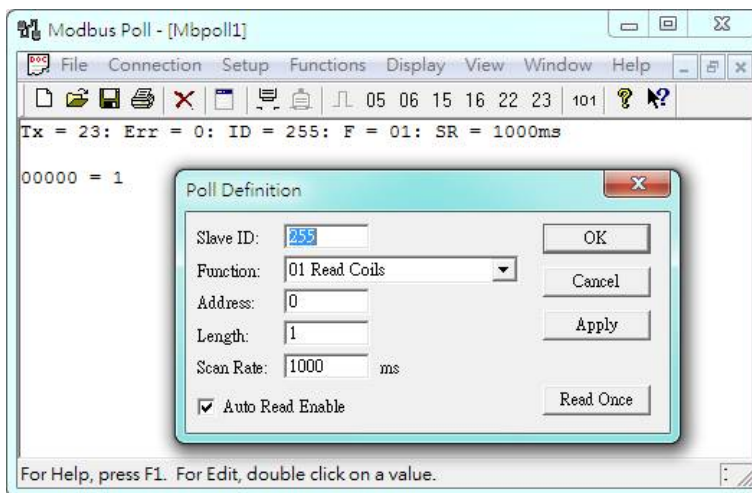 Modbus Poll - [Mbpoll1]
File Connection Setup Functions Display View Window Help
05 06 15 16 22 23 101
Tx = 23: Err = 0: ID = 255: F = 01: SR = 1000ms
00000 = 1
Poll Definition
Slave ID: 255 OK
Function: 01 Read Coils
Cancel
Address: 0
Length: 1 Apply
Scan Rate: 1000 ms
Auto Read Enable Read Once
For Help, press F1. For Edit, double click on a value.